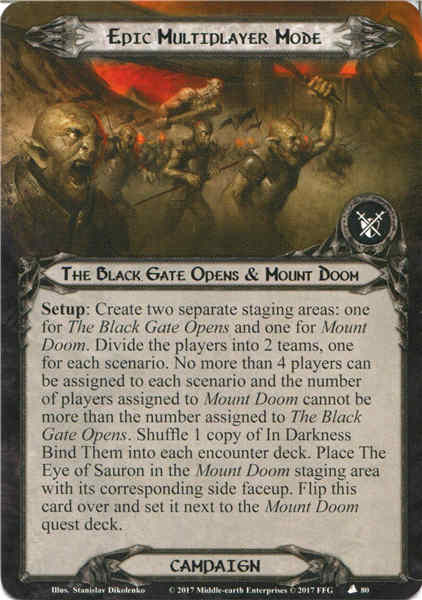 Epic Multiplayer Mode
The Black Gate Opens & Mount Doom
Setup: Create two separate staging areas: one
for The Black Gate Opens and one for Mount
Doom. Divide the players into 2 teams, one
for each scenario. No more than 4 players can
be assigned to each scenario and the number
of players assigned to Mount Doom cannot be
more than the number assigned to The Black
Gate Opens. Shuffle 1 copy of In Darkness
Bind Them into each encounter deck. Place The
Eye of Sauron in the Mount Doom staging area
with its corresponding side faceup. Flip this
card over and set it next to the Mount Doom
quest deck.
CAMPAIGN
Illus. Stanislav Dikolenko © 2017 Middle-earth Enterprises © 2017 FFG 80